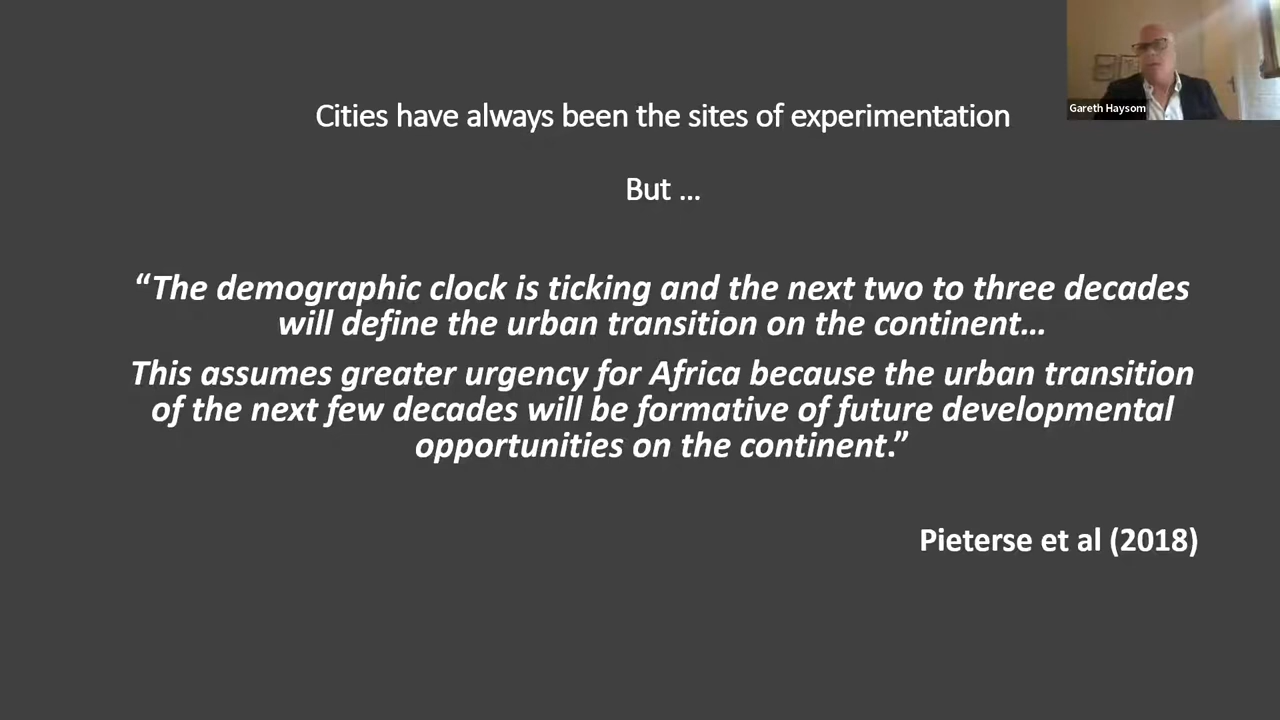 Cities have always been the sites of experimentation
Gareth Haysom
But ...
“The demographic clock is ticking and the next two to three decades
will define the urban transition on the continent...
This assumes greater urgency for Africa because the urban transition
of the next few decades will be formative of future developmental
opportunities on the continent.”
Pieterse et al (2018)